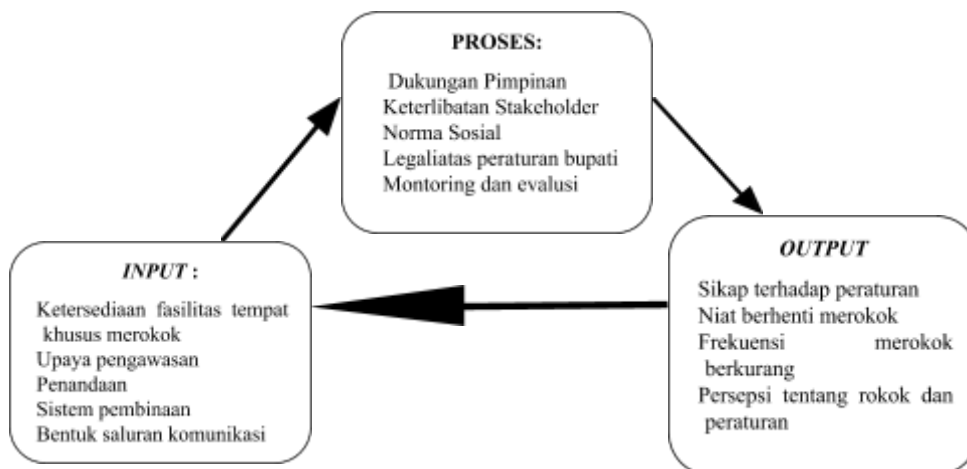 PROSES:
Dukungan Pimpinan
Keterlibatan Stakeholder
Norma Sosial
Legaliatas peraturan bupati
Montoring dan evalusi
INPUT :
Ketersediaan fasilitas tempat
khusus merokok
Upaya pengawasan
Penandaan
Sistem pembinaan
Bentuk saluran komunikasi
OUTPUT
Sikap terhadap peraturan
Niat berhenti merokok
Frekuensi merokok
berkurang
Persepsi tentang rokok dan
peraturan